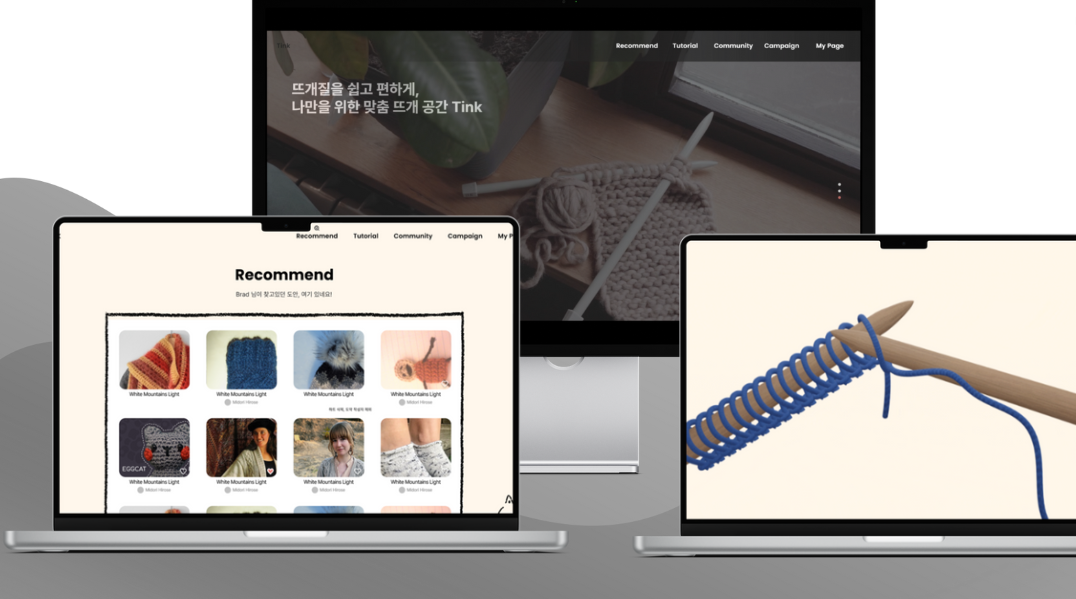 Tink
Recommend Tutorial Community Campaign My Page
뜨개질을 쉽고 편하게,
나만을 위한 맞춤 뜨개 공간 Tink
Recommend Tutorial Community Campaign My P
Recommend
Brad 님이 찾고있던 도안, 여기 있네요!
White Mountains Light White Mountains Light White Mountains Light White Mountains Light
Midori Hirose Midori Hirose
EGGCAT
White Mountains Light White Mountains Light White Mountains Light White Mountains Light
Midori Hirose Midori Hirose Midori Hirose Midori Hirose